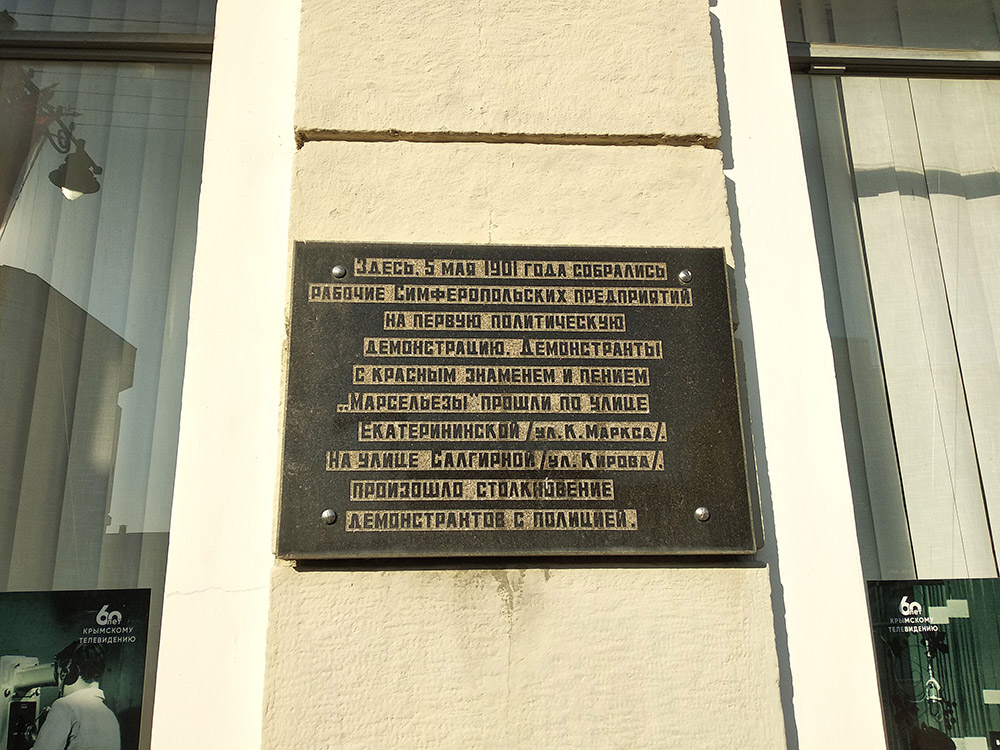 Здесь, 5 мая 1901 года собрались
рабочие Симферопольских предприятий
на первую политическую
демонстрацию. Демонстранты
с красным знаменем и пением
„Марсельезы" прошли по улице
Екатерининской /ул. К. Маркса/.
На улице Салгирной /ул. Кирова/.
произошло столкновение
демонстрантов с полицией.
60 лет
КРЫМСКОМУ
ТЕЛЕВИДЕНИЮ
60 лет
КРЫМСКОМУ
ТЕЛЕВИДЕНИЮ